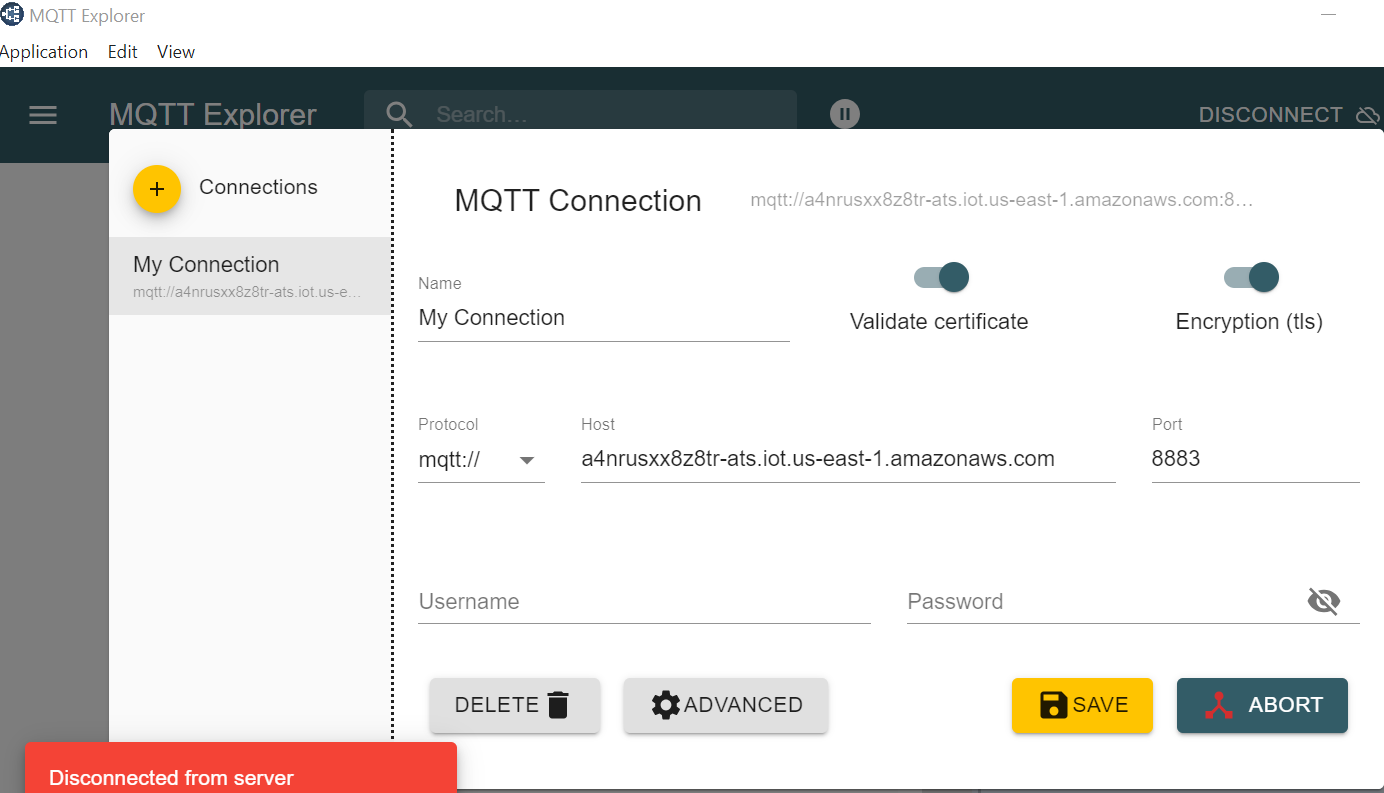 MQTT Explorer
Application Edit View
MQTT Explorer
Search...
DISCONNECT
Connections
My Connection
mqtt://a4nrusxx8z8tr-ats.iot.us-e...
MQTT Connection
mqtt://a4nrusxx8z8tr-ats.iot.us-east-1.amazonaws.com:8...
Name
My Connection
Validate certificate
Encryption (tls)
Protocol
mqtt://
Host
a4nrusxx8z8tr-ats.iot.us-east-1.amazonaws.com
Port
8883
Username
Password
DELETE
ADVANCED
SAVE
ABORT
Disconnected from server